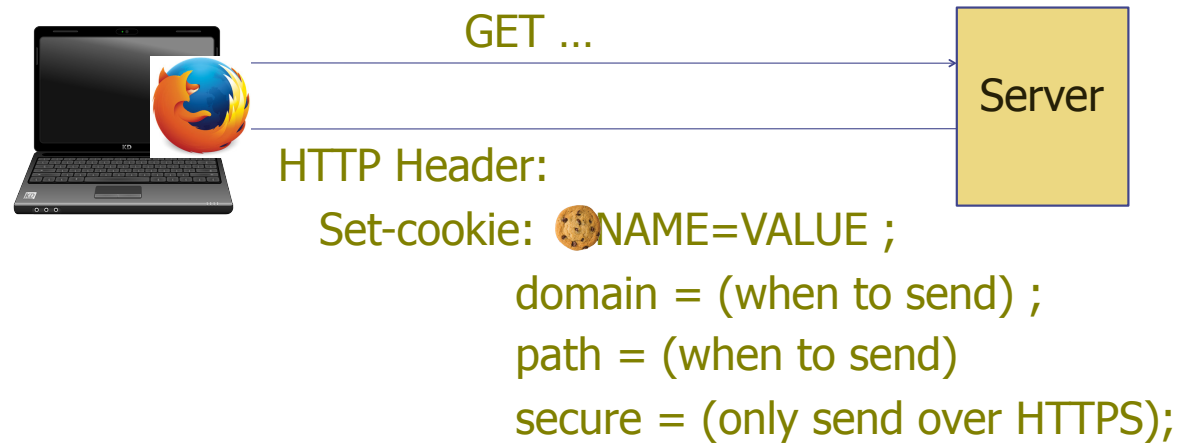 GET ...
Server
HTTP Header:
Set-cookie: NAME=VALUE ;
domain = (when to send) ;
path = (when to send)
secure = (only send over HTTPS);